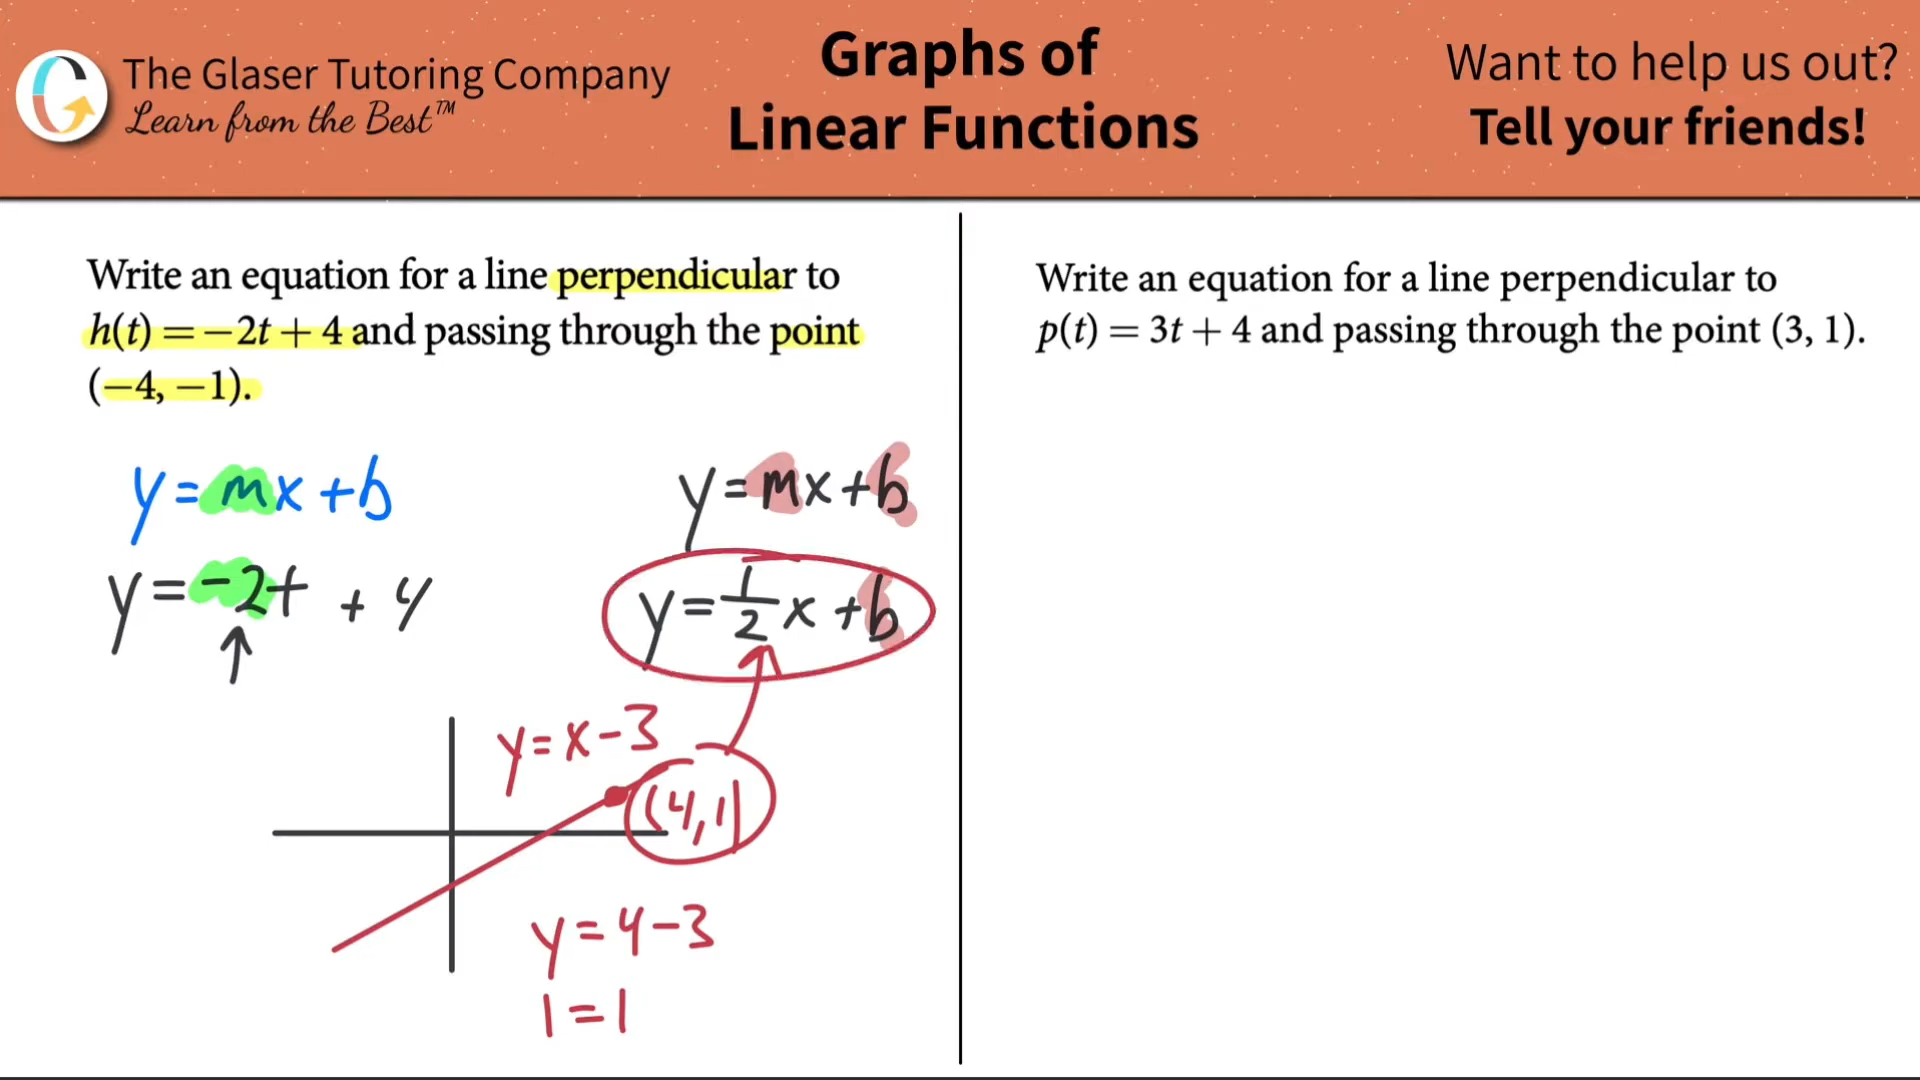 The Glaser Tutoring Company
Learn from the Best™
Graphs of
Linear Functions
Want to help us out?
Tell your friends!
Write an equation for a line perpendicular to
h(t) = −2t + 4 and passing through the point
(−4, −1).
y = mx + b
y = −2t + 4
y = mx + b
y = 1/2 x + b
y = x − 3
(4, 1)
y = 4 − 3
1 = 1
Write an equation for a line perpendicular to
p(t) = 3t + 4 and passing through the point (3, 1).